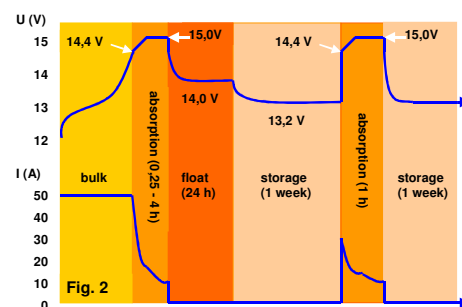 U (V)
15
14
13
12
14,4 V
15,0V
14,0 V
13,2 V
14,4 V
15,0V
I (A)
50
40
30
20
10
0
bulk
absorption (0,25 - 4 h)
float
(24 h)
storage
(1 week)
absorption (1 h)
storage
(1 week)
Fig. 2